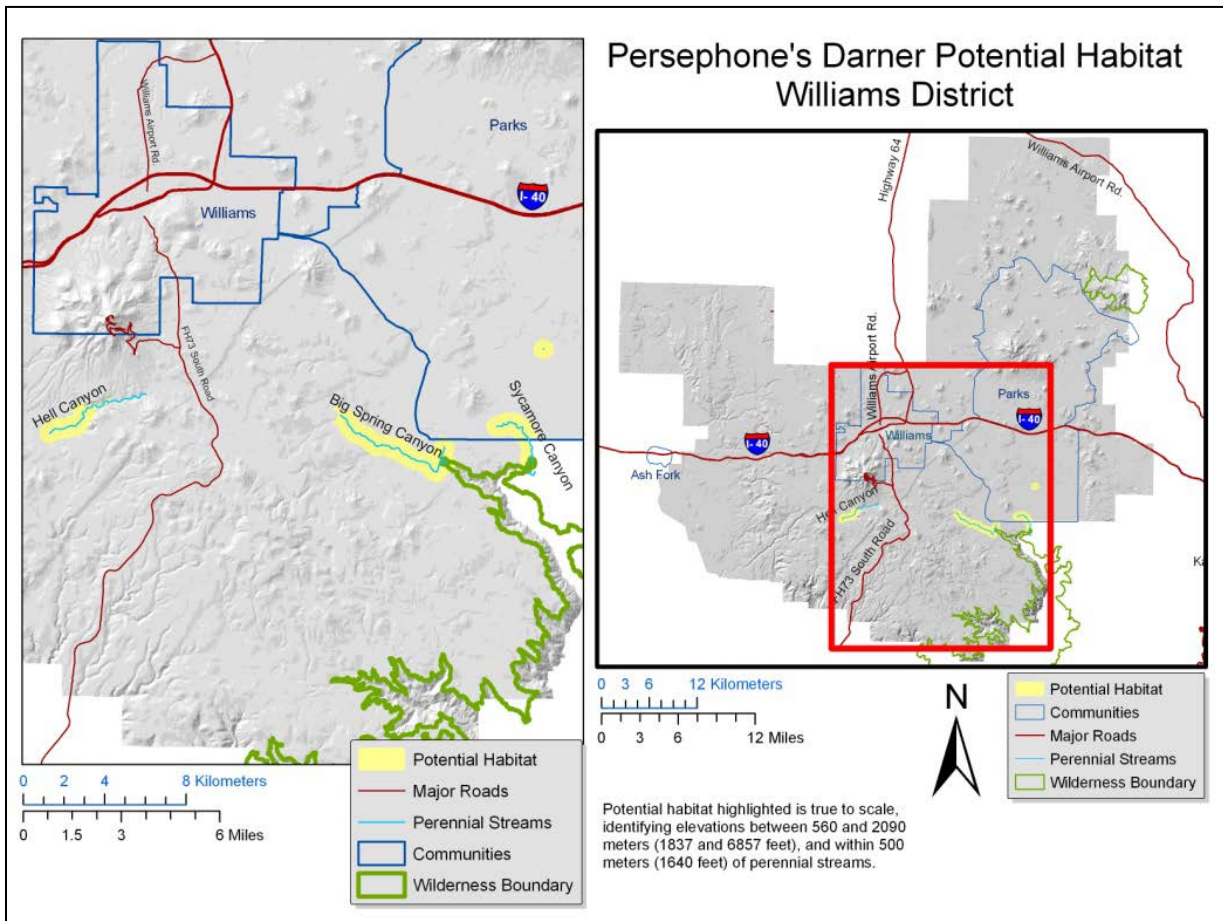 Persephone's Darner Potential Habitat
Williams District
Williams Airport Rd.
Parks
I-40
Williams
FH73 South Road
Hell Canyon
Big Spring Canyon
Sycamore Canyon
0 2 4 8 Kilometers
0 1.5 3 6 Miles
Potential Habitat
Major Roads
Perennial Streams
Communities
Wilderness Boundary
Highway 64
Williams Airport Rd.
Williams Airport Rd.
Parks
I-40
I-40
Williams
Ash Fork
Hell Canyon
FH73 South Road
Ka
0 3 6 12 Kilometers
0 3 6 12 Miles
N
Potential Habitat
Communities
Major Roads
Perennial Streams
Wilderness Boundary
Potential habitat highlighted is true to scale,
identifying elevations between 560 and 2090
meters (1837 and 6857 feet), and within 500
meters (1640 feet) of perennial streams.